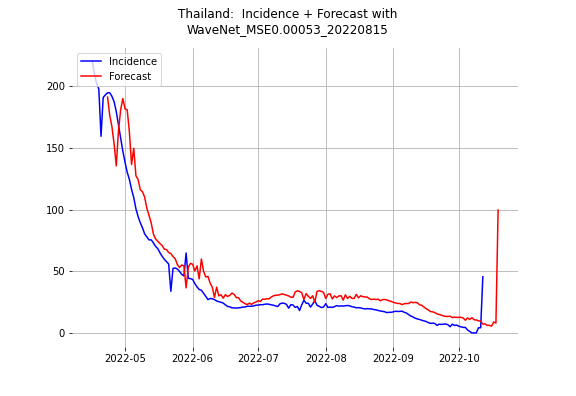 Thailand:  Incidence + Forecast with
WaveNet_MSE0.00053_20220815
Incidence
Forecast
200
150
100
50
0
2022-05 2022-06 2022-07 2022-08 2022-09 2022-10